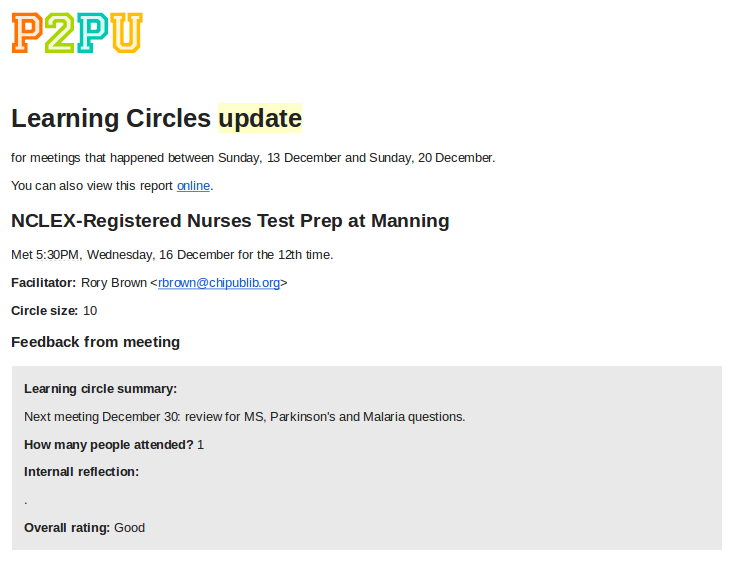 P2PU
Learning Circles update
for meetings that happened between Sunday, 13 December and Sunday, 20 December.
You can also view this report online.
NCLEX-Registered Nurses Test Prep at Manning
Met 5:30PM, Wednesday, 16 December for the 12th time.
Facilitator: Rory Brown <rbrown@chipublib.org>
Circle size: 10
Feedback from meeting
Learning circle summary:
Next meeting December 30: review for MS, Parkinson's and Malaria questions.
How many people attended? 1
Internall reflection:
.
Overall rating: Good